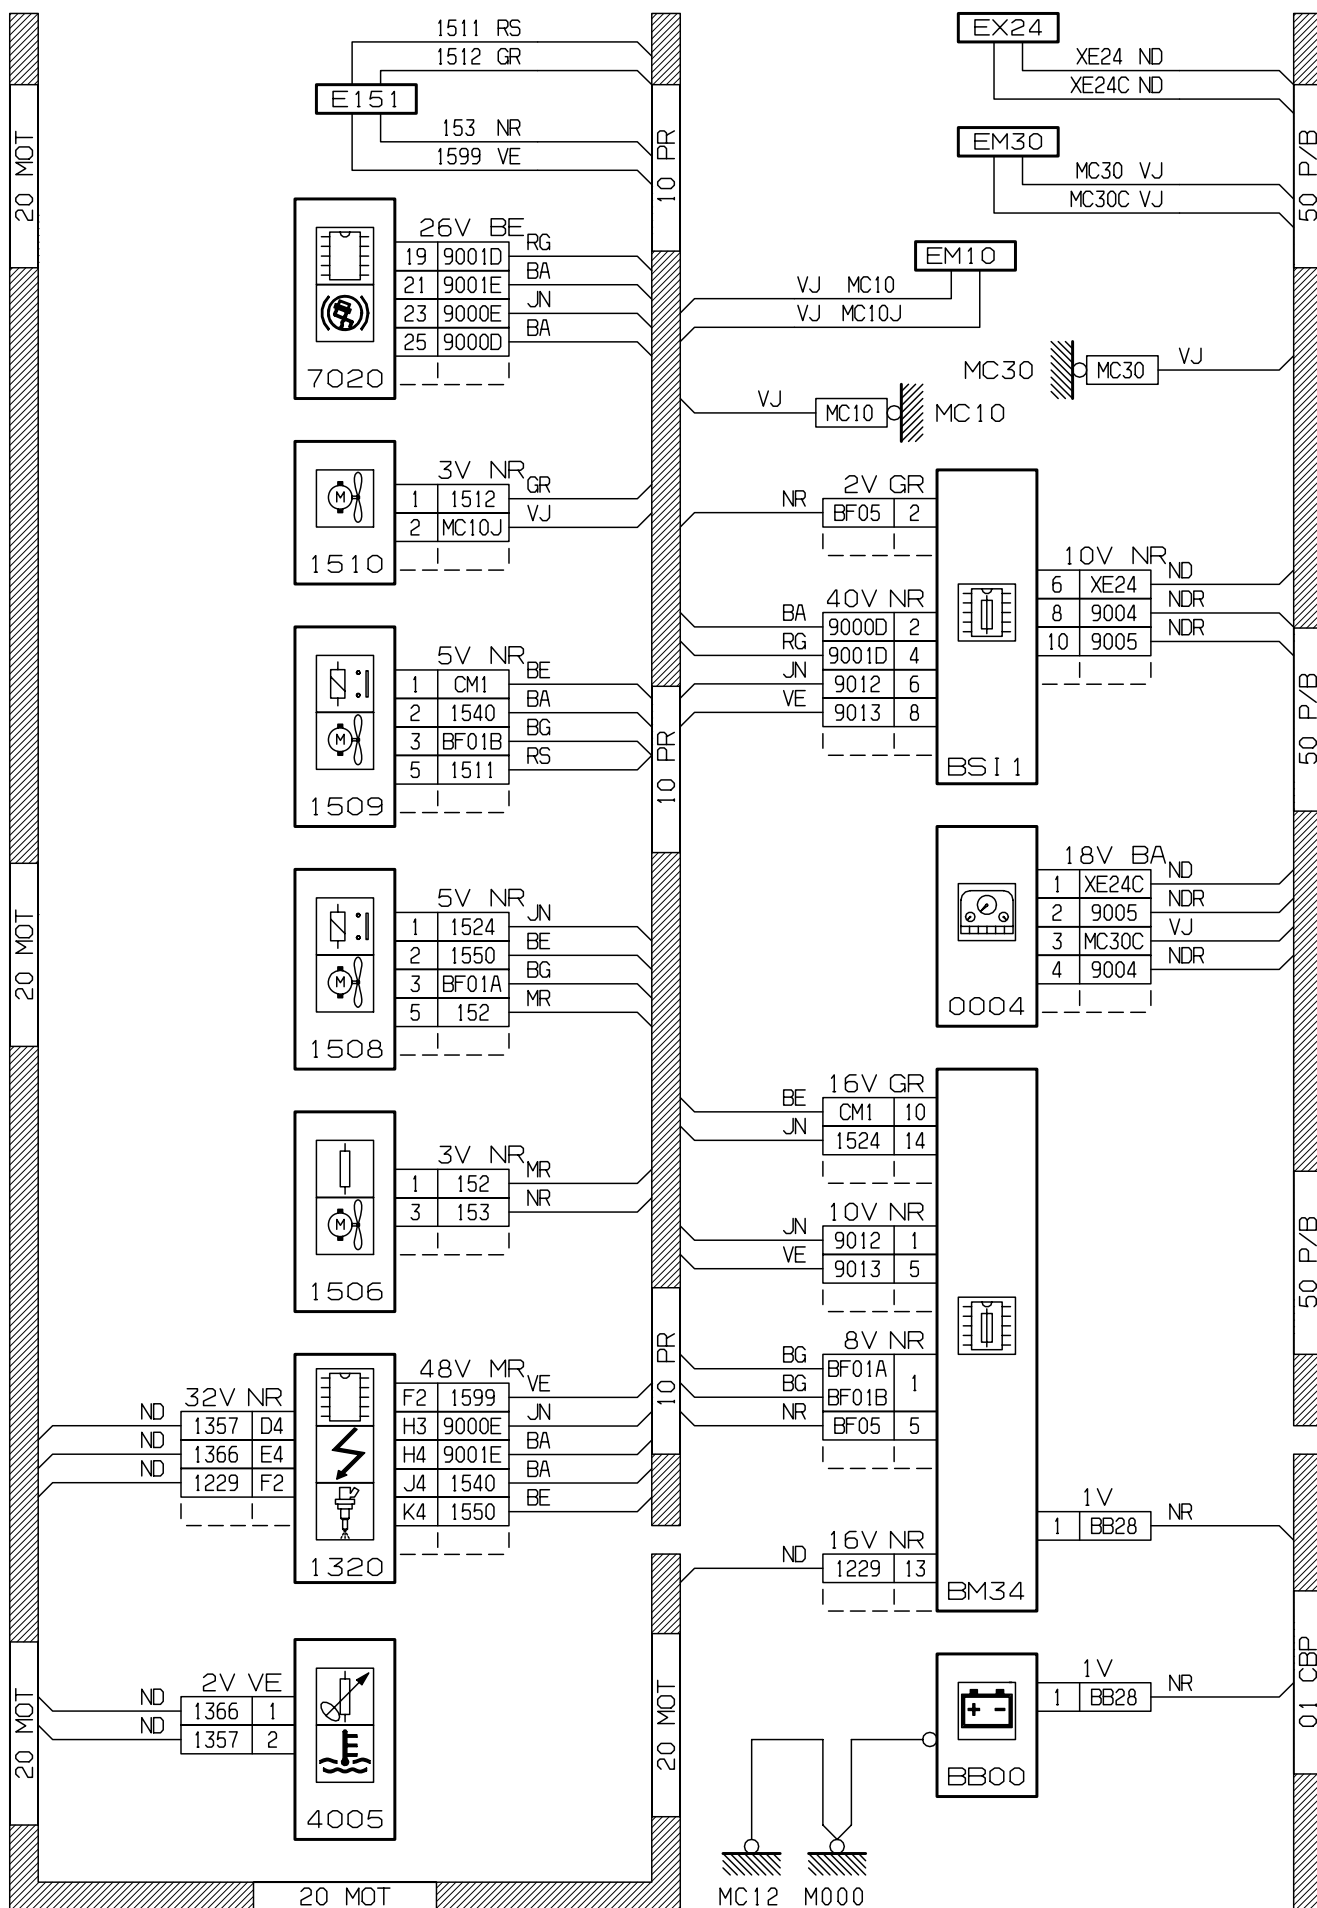 1511 RS
1512 GR
E151
153 NR
1599 VE
20 MOT
10 PR
26V BE
19 9001D RG
21 9001E BA
23 9000E JN
25 9000D BA
7020
3V NR
1 1512 GR
2 MC10J VJ
1510
5V NR
1 CM1 BE
2 1540 BA
3 BF01B BG
5 1511 RS
1509
10 PR
20 MOT
5V NR
1 1524 JN
2 1550 BE
3 BF01A BG
5 152 MR
1508
3V NR
1 152 MR
3 153 NR
1506
10 PR
32V NR
ND 1357 D4
ND 1366 E4
ND 1229 F2
48V MR
F2 1599 VE
H3 9000E JN
H4 9001E BA
J4 1540 BA
K4 1550 BE
1320
20 MOT
2V VE
ND 1366 1
ND 1357 2
4005
20 MOT
20 MOT
EX24
XE24 ND
XE24C ND
EM30
MC30 VJ
MC30C VJ
50 P/B
EM10
VJ MC10
VJ MC10J
MC30 MC30 VJ
VJ MC10 MC10
2V GR
NR BF05 2
40V NR
BA 9000D 2
RG 9001D 4
JN 9012 6
VE 9013 8
10V NR
6 XE24 ND
8 9004 NDR
10 9005 NDR
BSI1
50 P/B
18V BA
1 XE24C ND
2 9005 NDR
3 MC30C VJ
4 9004 NDR
0004
16V GR
BE CM1 10
JN 1524 14
10V NR
JN 9012 1
VE 9013 5
50 P/B
8V NR
BG BF01A 1
BG BF01B
NR BF05 5
1V
1 BB28 NR
16V NR
ND 1229 13
BM34
01 CBP
1V
1 BB28 NR
BB00
MC12 M000